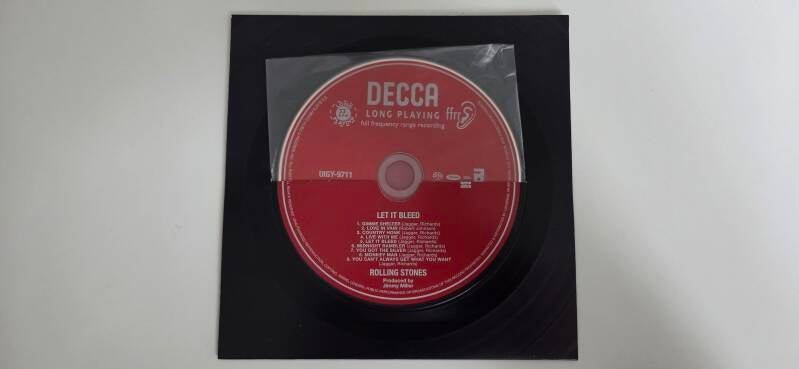 DECCA
LONG PLAYING ffrr
full frequency range recording
UIGY-9711
LET IT BLEED
1. GIMME SHELTER (Jagger, Richards)
2. LOVE IN VAIN (Robert Johnson)
3. COUNTRY HONK (Jagger, Richards)
4. LIVE WITH ME (Jagger, Richards)
5. LET IT BLEED (Jagger, Richards)
6. MIDNIGHT RAMBLER (Jagger, Richards)
7. YOU GOT THE SILVER (Jagger, Richards)
8. MONKEY MAN (Jagger, Richards)
9. YOU CAN'T ALWAYS GET WHAT YOU WANT
(Jagger, Richards)
ROLLING STONES
Produced by
Jimmy Miller